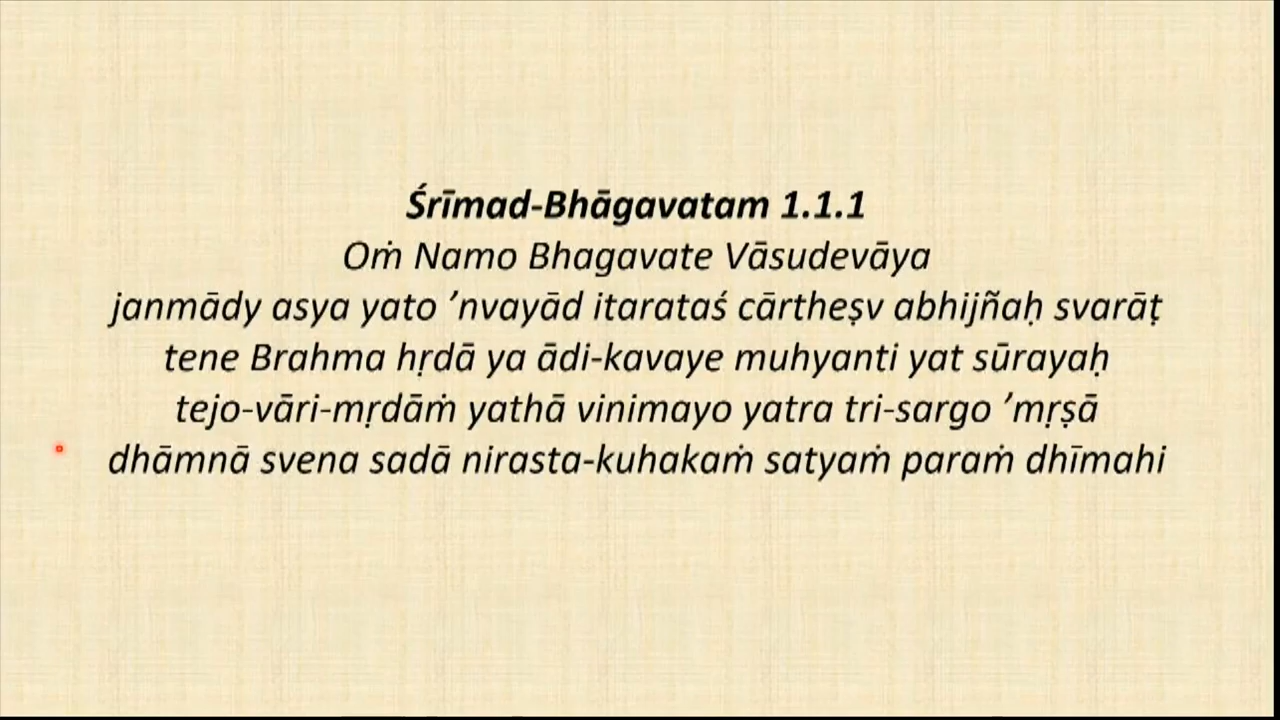 Śrīmad-Bhāgavatam 1.1.1
Oṁ Namo Bhagavate Vāsudevāya
janmādy asya yato ’nvayād itarataś cārtheṣv abhijñaḥ svarāṭ
tene Brahma hṛdā ya ādi-kavaye muhyanti yat sūrayaḥ
tejo-vāri-mṛdāṁ yathā vinimayo yatra tri-sargo ’mṛṣā
dhāmnā svena sadā nirasta-kuhakaṁ satyaṁ paraṁ dhīmahi